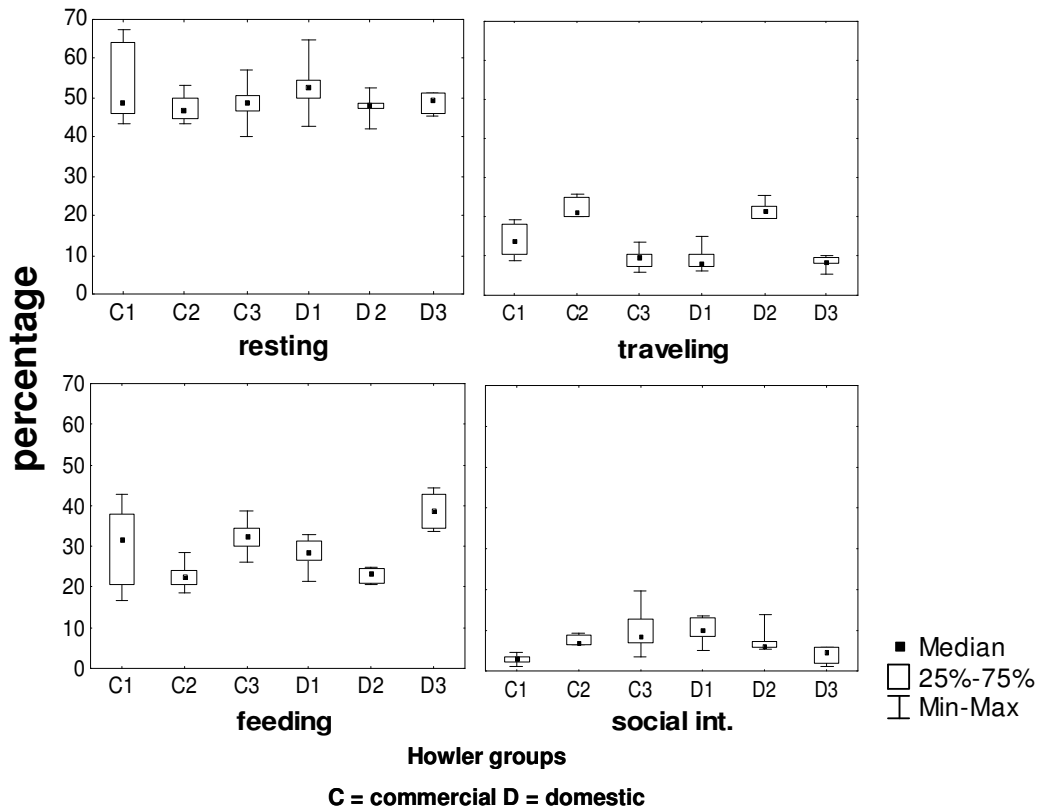 percentage
70
60
50
40
30
20
10
0
C1 C2 C3 D1 D2 D3
resting
C1 C2 C3 D1 D2 D3
traveling
70
60
50
40
30
20
10
0
C1 C2 C3 D1 D2 D3
feeding
C1 C2 C3 D1 D2 D3
social int.
Median
25%-75%
Min-Max
Howler groups
C = commercial D = domestic